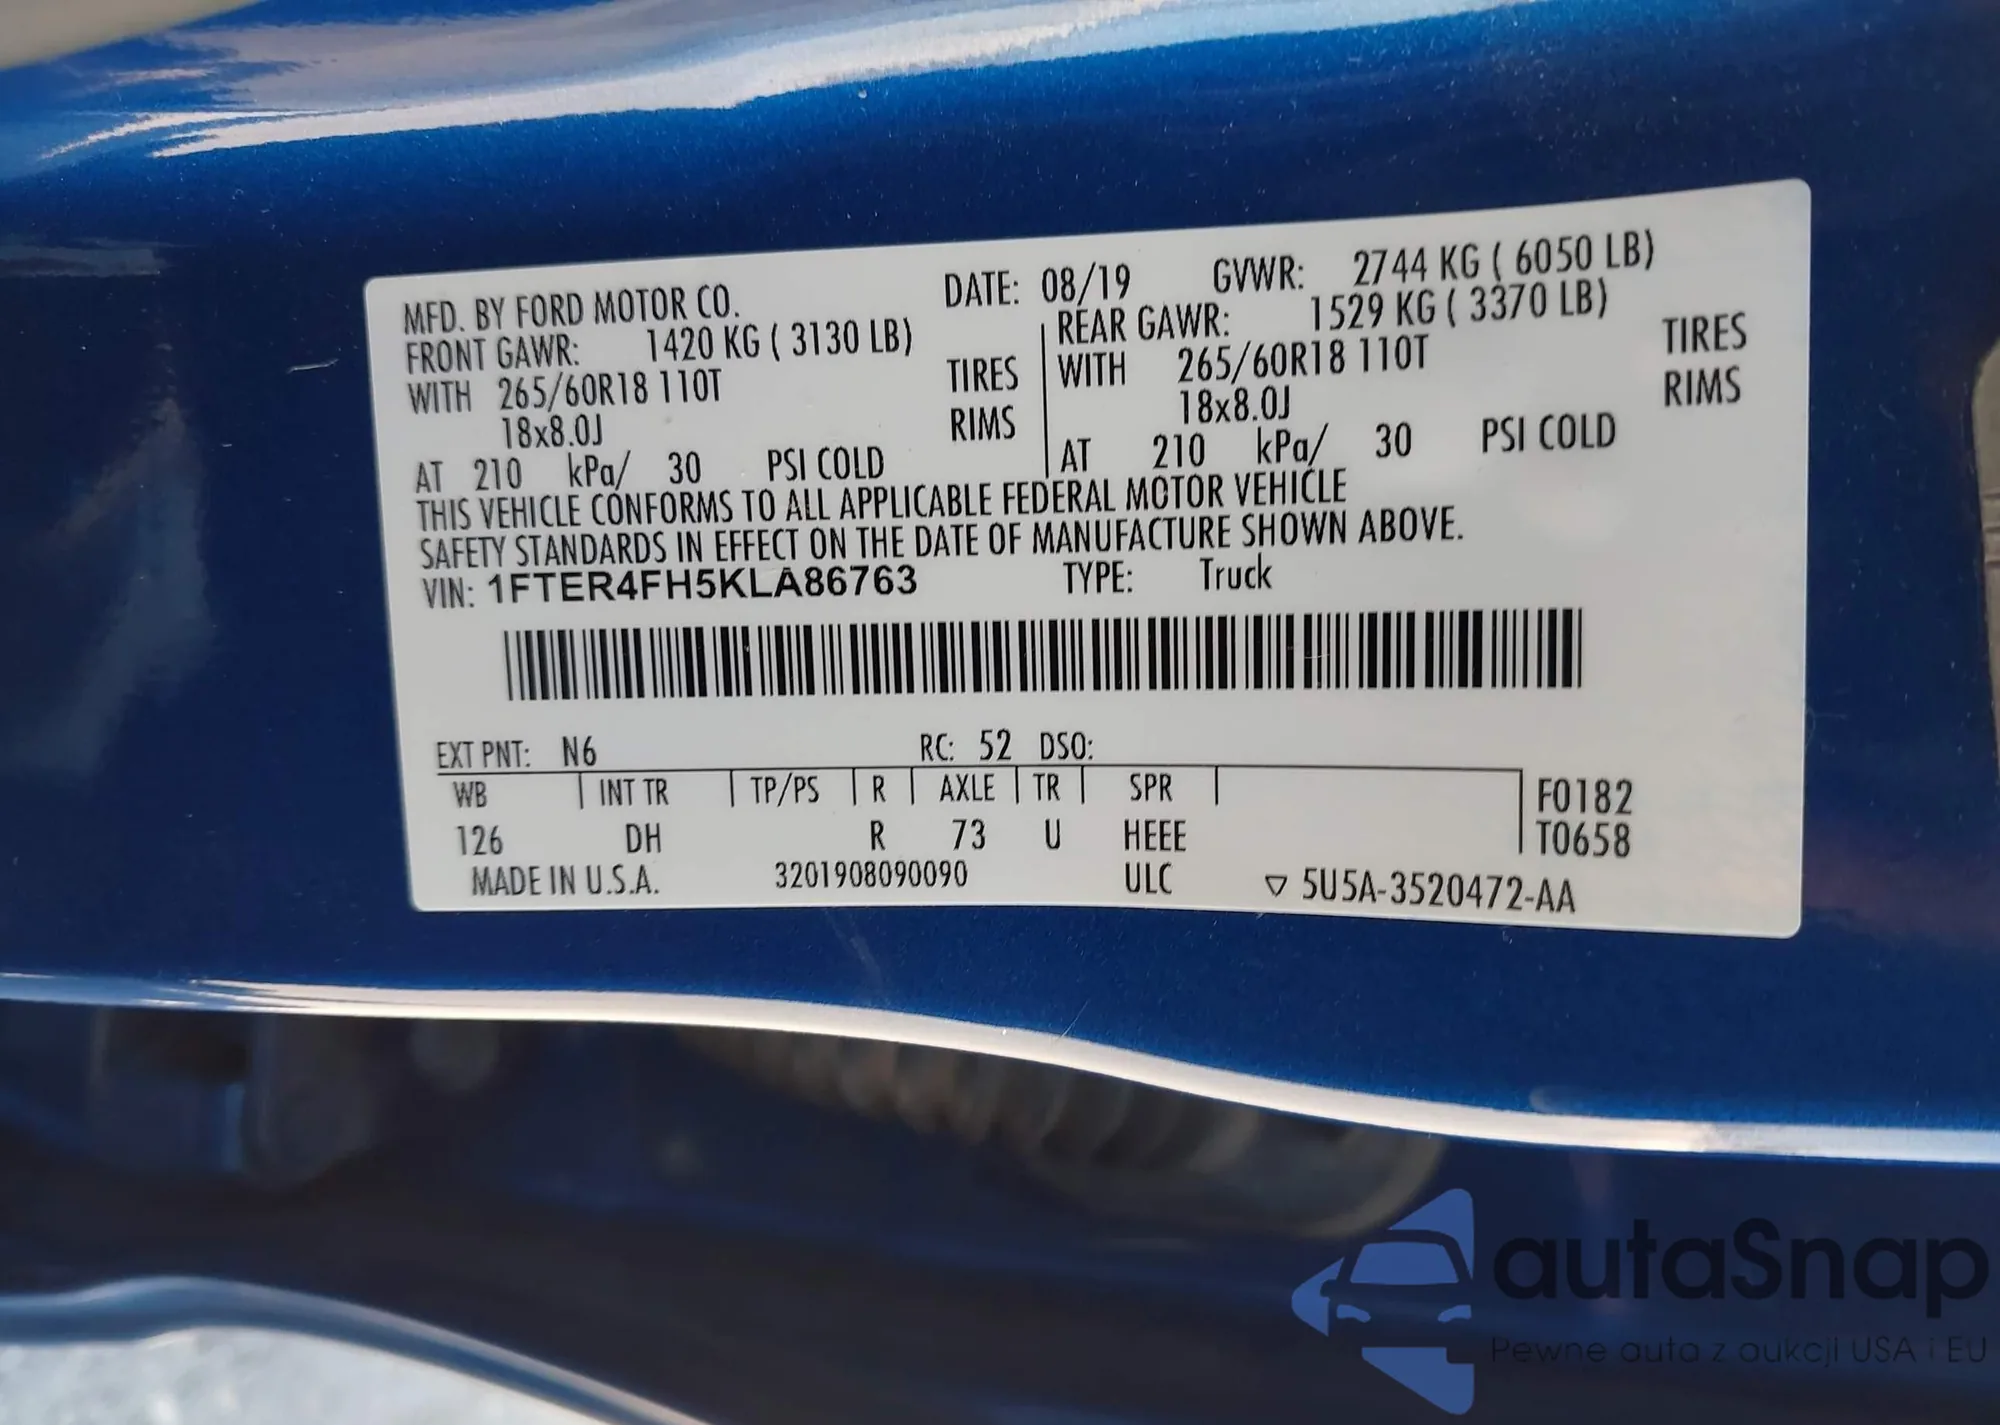 MFD. BY FORD MOTOR CO. DATE: 08/19 GVWR: 2744 KG ( 6050 LB)
FRONT GAWR: 1420 KG ( 3130 LB) REAR GAWR: 1529 KG ( 3370 LB)
WITH 265/60R18 110T TIRES WITH 265/60R18 110T TIRES
18x8.0J RIMS 18x8.0J RIMS
AT 210 kPa/ 30 PSI COLD AT 210 kPa/ 30 PSI COLD
THIS VEHICLE CONFORMS TO ALL APPLICABLE FEDERAL MOTOR VEHICLE
SAFETY STANDARDS IN EFFECT ON THE DATE OF MANUFACTURE SHOWN ABOVE.
VIN: 1FTER4FH5KLA86763 TYPE: Truck
EXT PNT: N6 RC: 52 DSO:
WB INT TR TP/PS R AXLE TR SPR F0182
126 DH R 73 U HEEE T0658
MADE IN U.S.A. 3201908090090 ULC ▽ 5U5A-3520472-AA
autaSnap
Pewne auta z aukcji USA i EU